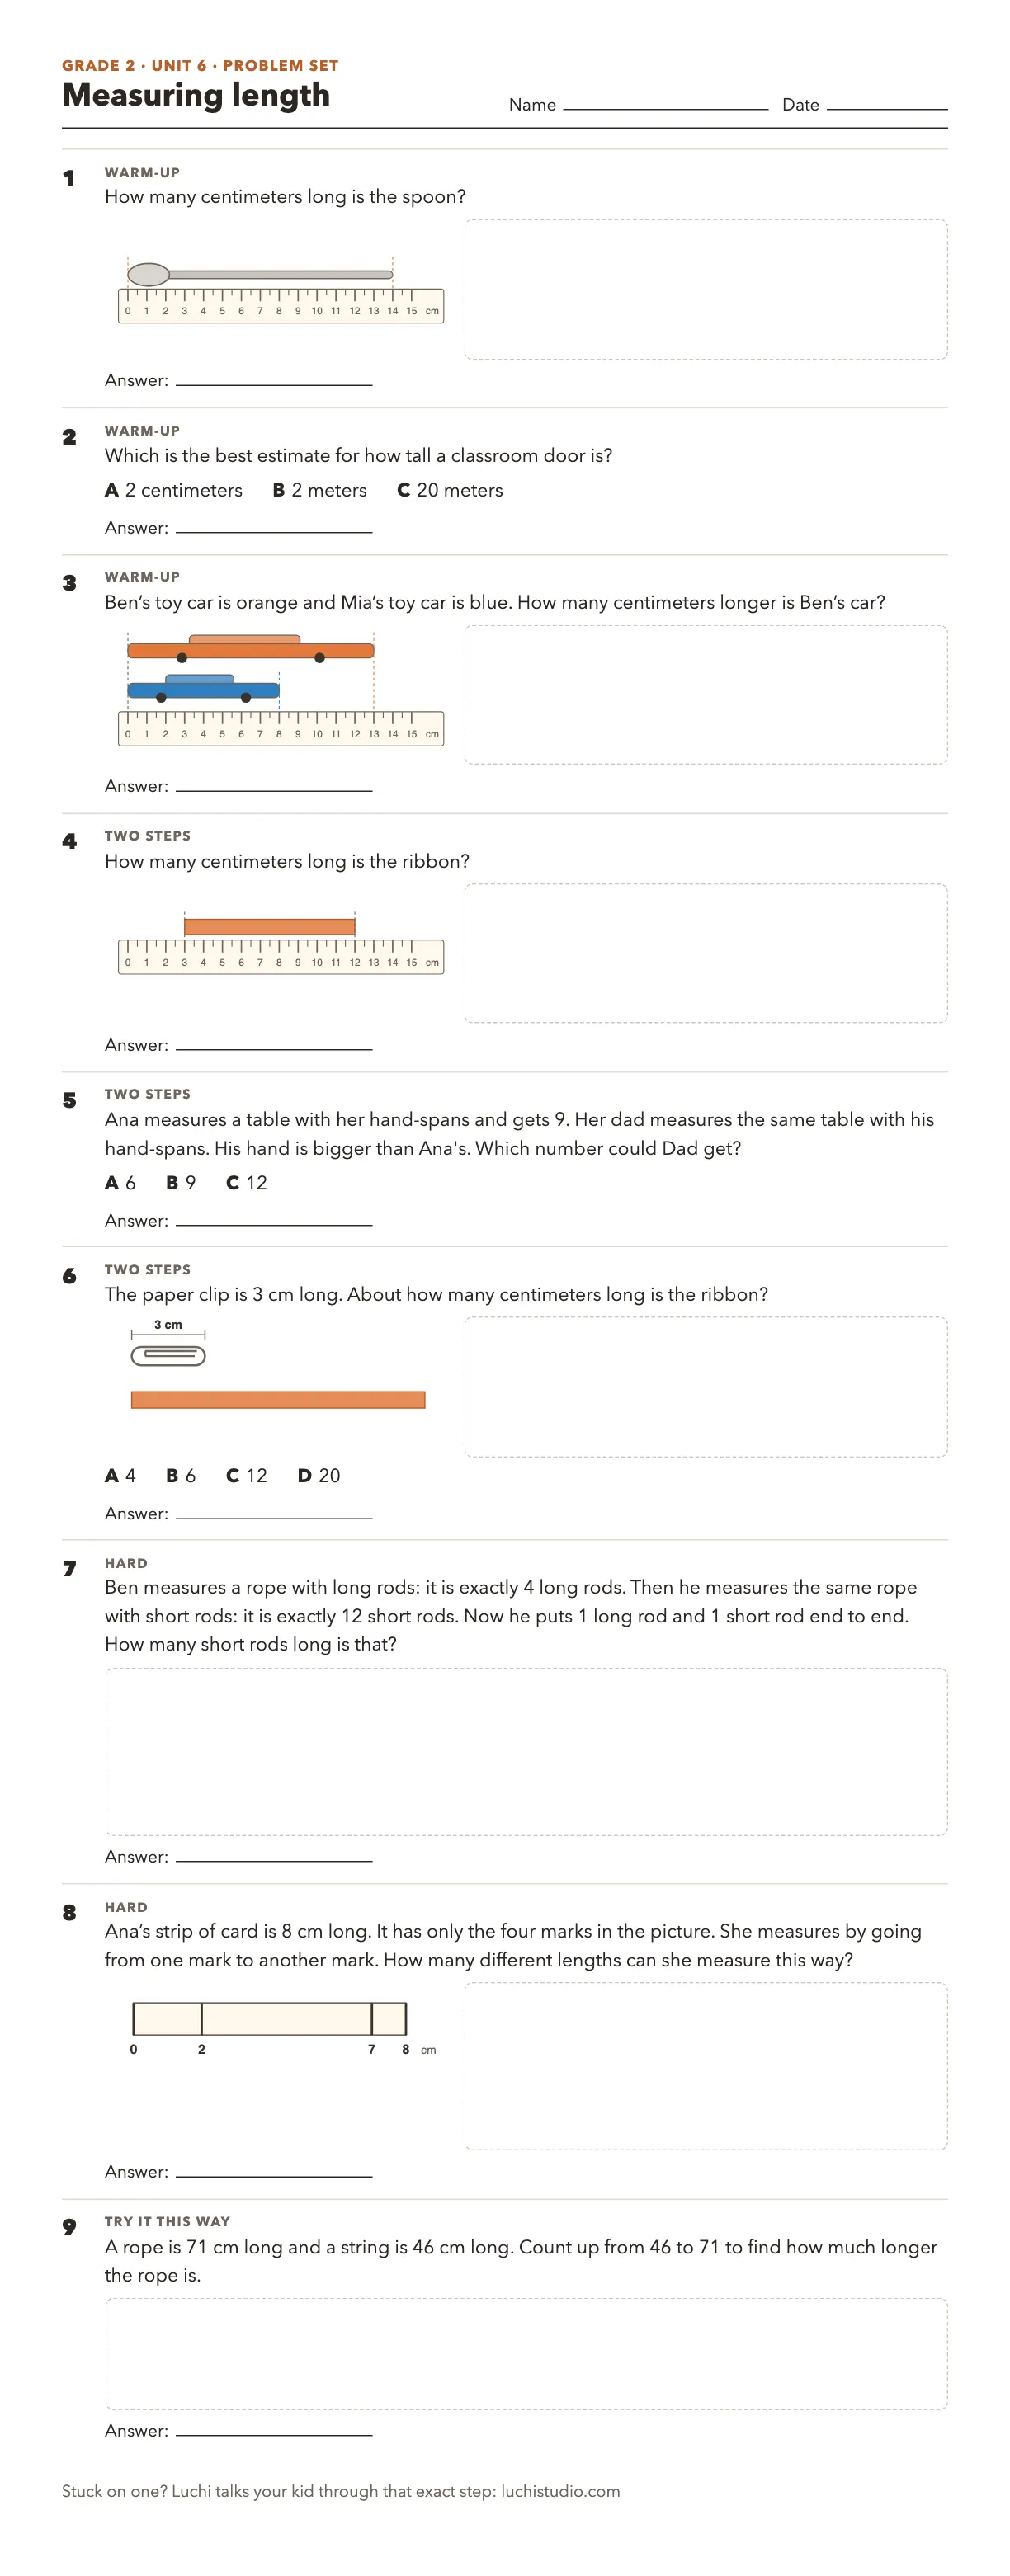 GRADE 2 · UNIT 6 · PROBLEM SET
Measuring length
Name Date
1
WARM-UP
How many centimeters long is the spoon?
0 1 2 3 4 5 6 7 8 9 10 11 12 13 14 15 cm
Answer:
2
WARM-UP
Which is the best estimate for how tall a classroom door is?
A 2 centimeters B 2 meters C 20 meters
Answer:
3
WARM-UP
Ben’s toy car is orange and Mia’s toy car is blue. How many centimeters longer is Ben’s car?
0 1 2 3 4 5 6 7 8 9 10 11 12 13 14 15 cm
Answer:
4
TWO STEPS
How many centimeters long is the ribbon?
0 1 2 3 4 5 6 7 8 9 10 11 12 13 14 15 cm
Answer:
5
TWO STEPS
Ana measures a table with her hand-spans and gets 9. Her dad measures the same table with his
hand-spans. His hand is bigger than Ana's. Which number could Dad get?
A 6 B 9 C 12
Answer:
6
TWO STEPS
The paper clip is 3 cm long. About how many centimeters long is the ribbon?
3 cm
A 4 B 6 C 12 D 20
Answer:
7
HARD
Ben measures a rope with long rods: it is exactly 4 long rods. Then he measures the same rope
with short rods: it is exactly 12 short rods. Now he puts 1 long rod and 1 short rod end to end.
How many short rods long is that?
Answer:
8
HARD
Ana’s strip of card is 8 cm long. It has only the four marks in the picture. She measures by going
from one mark to another mark. How many different lengths can she measure this way?
0 2 7 8 cm
Answer:
9
TRY IT THIS WAY
A rope is 71 cm long and a string is 46 cm long. Count up from 46 to 71 to find how much longer
the rope is.
Answer:
Stuck on one? Luchi talks your kid through that exact step: luchistudio.com